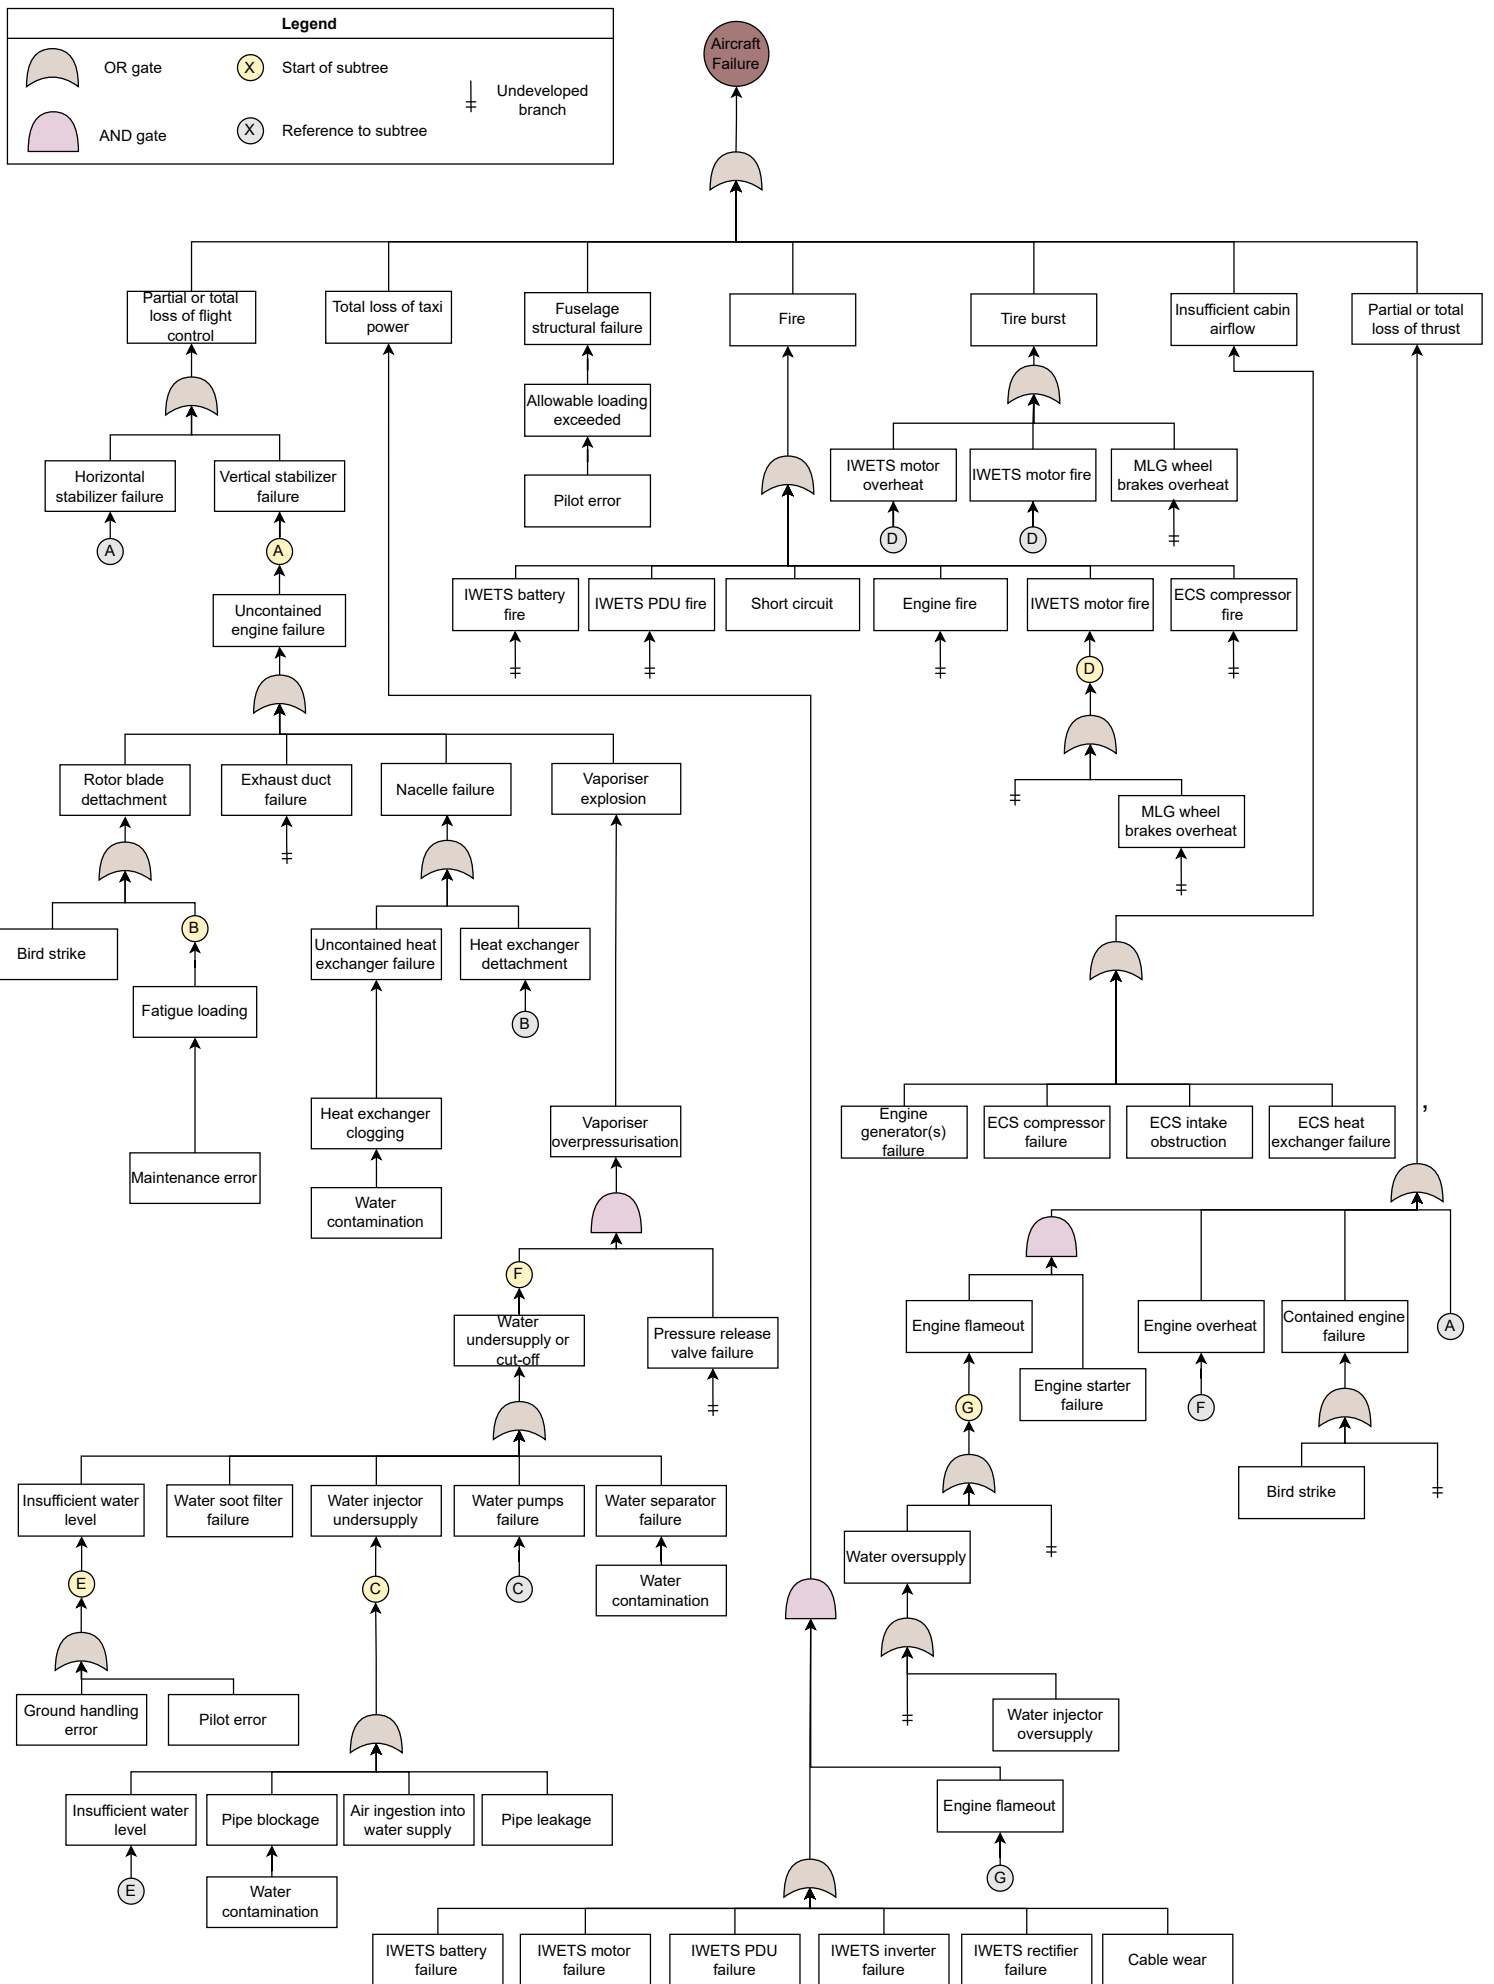 Legend
OR gate
X
Start of subtree
Undeveloped
branch
AND gate
X
Reference to subtree
Aircraft
Failure
Partial or total
loss of flight
control
Total loss of taxi
power
Fuselage
structural failure
Fire
Tire burst
Insufficient cabin
airflow
Partial or total
loss of thrust
Allowable loading
exceeded
Pilot error
Horizontal
stabilizer failure
Vertical stabilizer
failure
A
A
IWETS motor
overheat
IWETS motor fire
MLG wheel
brakes overheat
D
D
Uncontained
engine failure
IWETS battery
fire
IWETS PDU fire
Short circuit
Engine fire
IWETS motor fire
ECS compressor
fire
D
MLG wheel
brakes overheat
Rotor blade
dettachment
Exhaust duct
failure
Nacelle failure
Vaporiser
explosion
Bird strike
B
Fatigue loading
Maintenance error
Uncontained heat
exchanger failure
Heat exchanger
dettachment
B
Heat exchanger
clogging
Water
contamination
Vaporiser
overpressurisation
Engine
generator(s)
failure
ECS compressor
failure
ECS intake
obstruction
ECS heat
exchanger failure
,
F
Water
undersupply or
cut-off
Pressure release
valve failure
Engine flameout
Engine starter
failure
Engine overheat
Contained engine
failure
A
G
F
Bird strike
Insufficient water
level
Water soot filter
failure
Water injector
undersupply
Water pumps
failure
Water separator
failure
E
C
C
Water
contamination
Water oversupply
Ground handling
error
Pilot error
Water injector
oversupply
Insufficient water
level
Pipe blockage
Air ingestion into
water supply
Pipe leakage
Engine flameout
E
Water
contamination
G
IWETS battery
failure
IWETS motor
failure
IWETS PDU
failure
IWETS inverter
failure
IWETS rectifier
failure
Cable wear